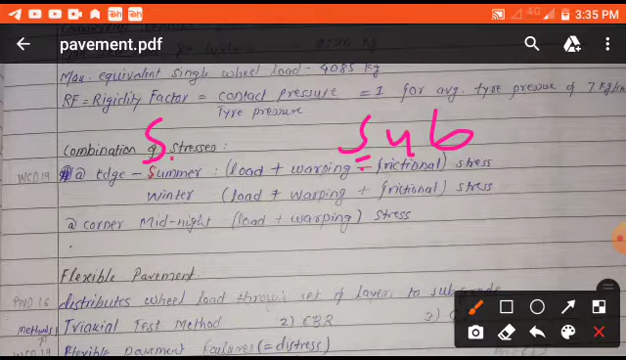 3:35 PM
pavement.pdf
Max. equivalent single wheel load - 4085 kg
RF = Rigidity Factor = contact pressure / Tyre pressure = 1 for avg. tyre pressure of 7 kg/
S Sub
Combination of Stresses:
WCD19 @ edge - Summer: (load + warping - frictional) stress
Winter (load + warping + frictional) stress
@ corner Mid-night (load + warping) stress
Flexible Pavement
distributes wheel load through set of layers to subgrade
Triaxial Test Method 2) CBR 3)
Flexible pavement Failures (= distress)